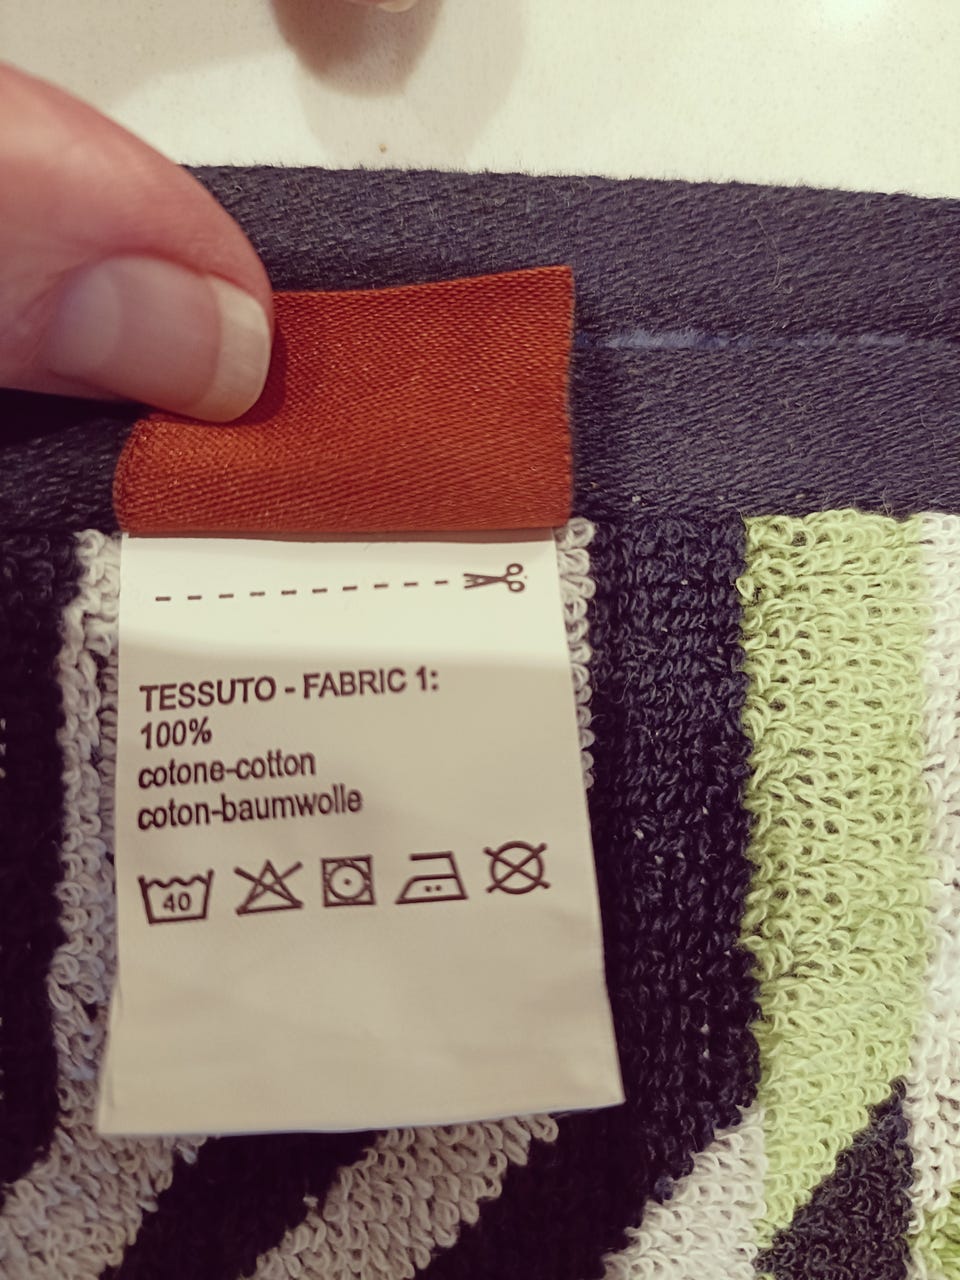 TESSUTO - FABRIC 1:
100%
cotone-cotton
coton-baumwolle
40